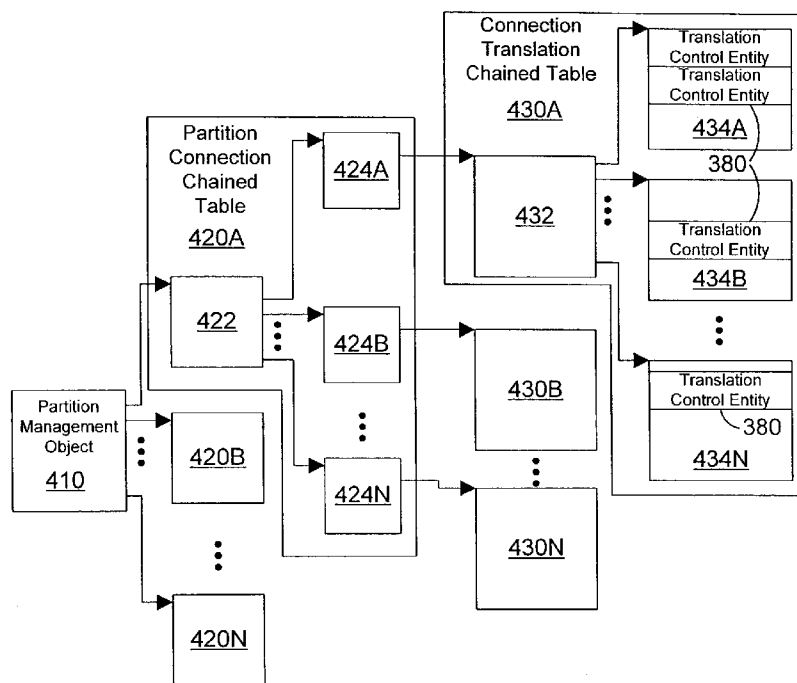 Connection
Translation
Chained Table
430A
Translation
Control Entity
Translation
Control Entity
434A
380
Partition
Connection
Chained
Table
420A
424A
432
Translation
Control Entity
434B
422
424B
430B
Partition
Management
Object
410
420B
424N
430N
Translation
Control Entity
380
434N
420N